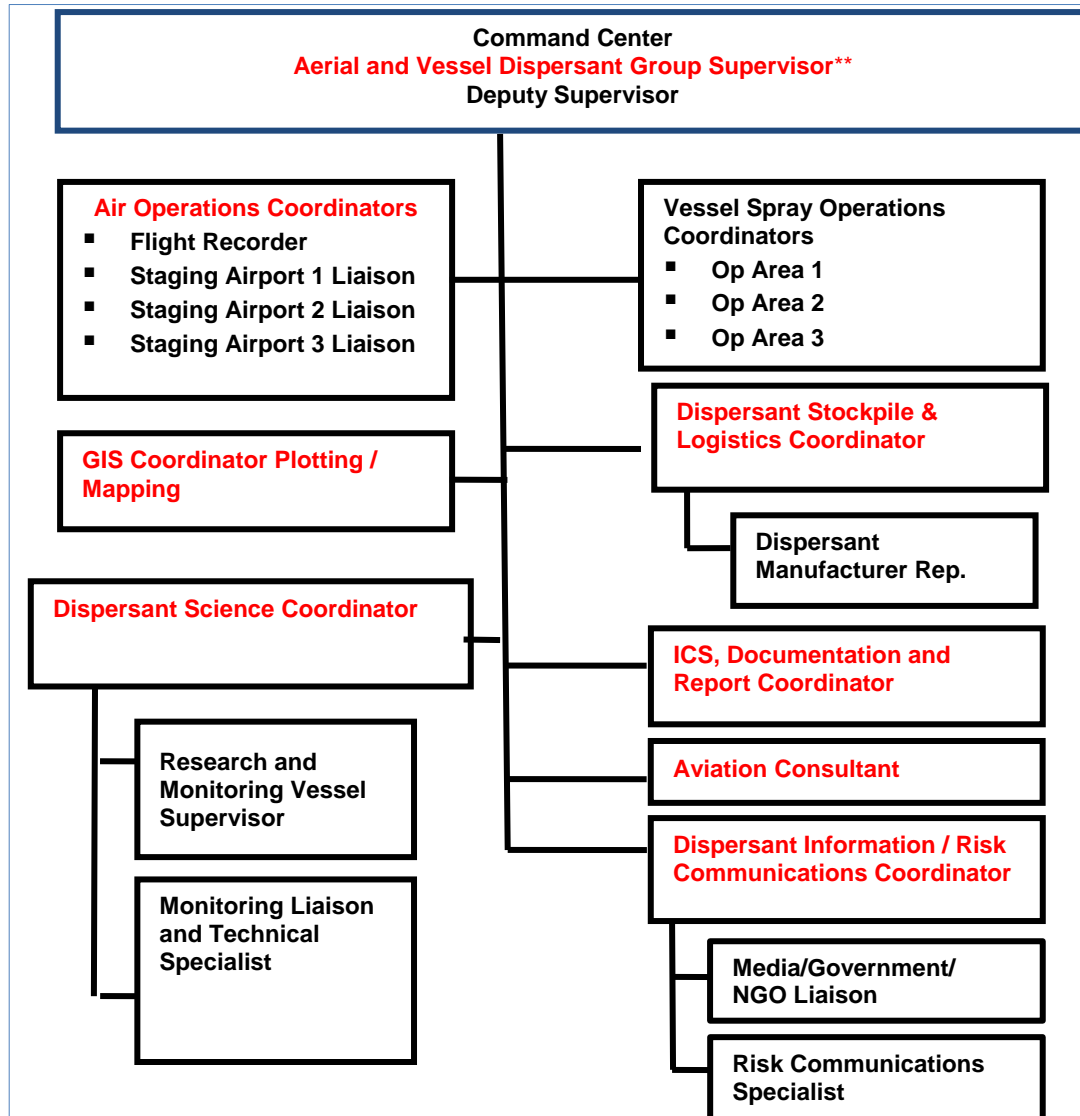 Command Center
Aerial and Vessel Dispersant Group Supervisor**
Deputy Supervisor
Air Operations Coordinators
▪ Flight Recorder
▪ Staging Airport 1 Liaison
▪ Staging Airport 2 Liaison
▪ Staging Airport 3 Liaison
Vessel Spray Operations
Coordinators
▪ Op Area 1
▪ Op Area 2
▪ Op Area 3
GIS Coordinator Plotting /
Mapping
Dispersant Stockpile &
Logistics Coordinator
Dispersant
Manufacturer Rep.
Dispersant Science Coordinator
Research and
Monitoring Vessel
Supervisor
Monitoring Liaison
and Technical
Specialist
ICS, Documentation and
Report Coordinator
Aviation Consultant
Dispersant Information / Risk
Communications Coordinator
Media/Government/
NGO Liaison
Risk Communications
Specialist